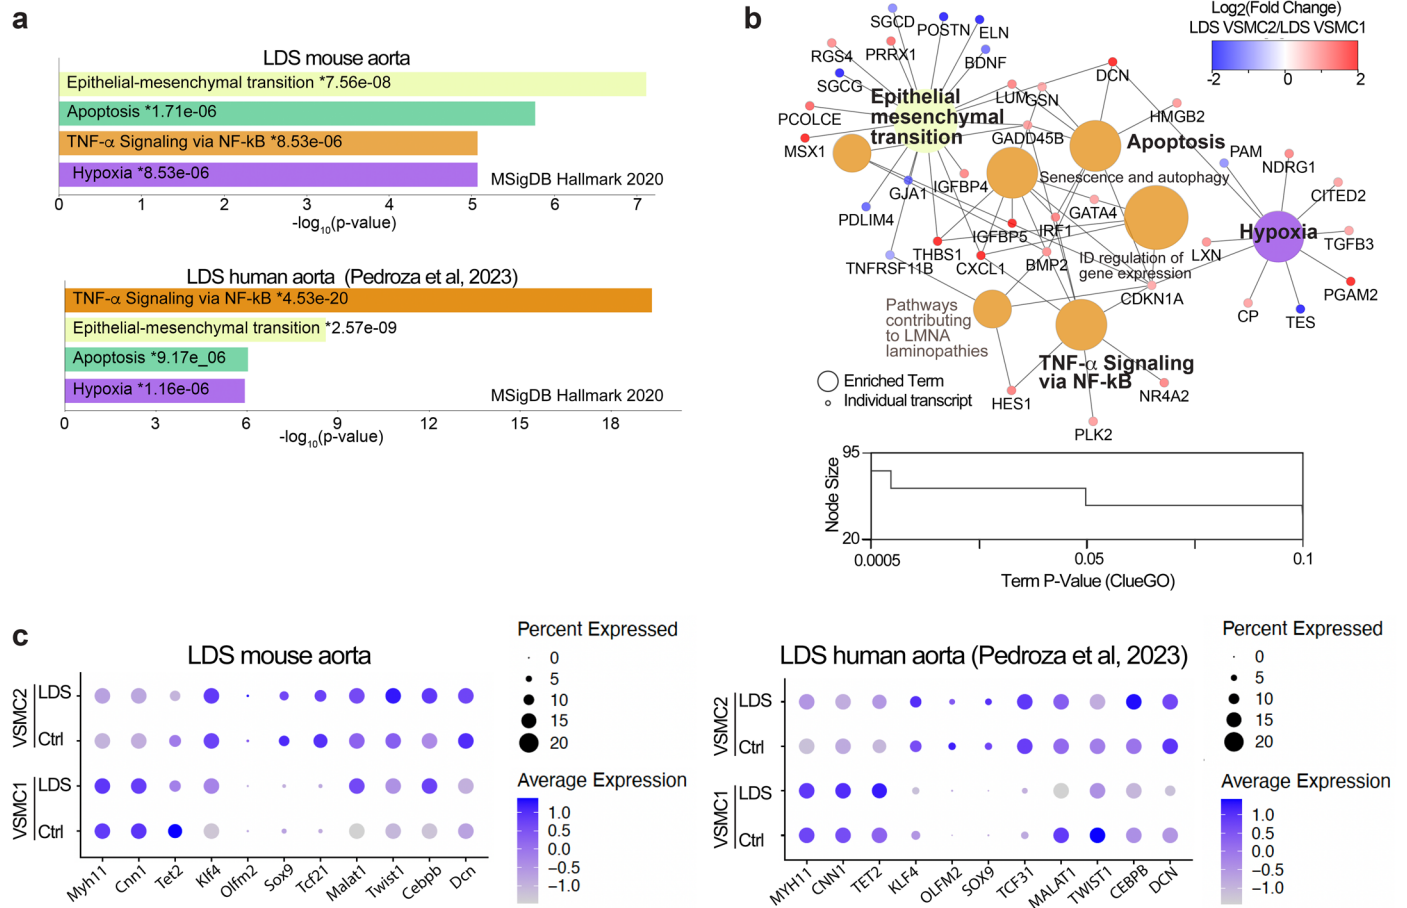 a
LDS mouse aorta
Epithelial-mesenchymal transition *7.56e-08
Apoptosis *1.71e-06
TNF-α Signaling via NF-kB *8.53e-06
Hypoxia *8.53e-06
MSigDB Hallmark 2020
0 1 2 3 4 5 6 7
-log10(p-value)
LDS human aorta (Pedroza et al, 2023)
TNF-α Signaling via NF-kB *4.53e-20
Epithelial-mesenchymal transition *2.57e-09
Apoptosis *9.17e_06
Hypoxia *1.16e-06
MSigDB Hallmark 2020
0 3 6 9 12 15 18
-log10(p-value)
b
Log2(Fold Change)
LDS VSMC2/LDS VSMC1
-2 0 2
SGCD
POSTN
ELN
RGS4
PRRX1
BDNF
SGCG
DCN
Epithelial
mesenchymal
transition
LUM
GSN
PCOLCE
HMGB2
MSX1
GADD45B
Apoptosis
PAM
NDRG1
Senescence and autophagy
GJA1
IGFBP4
CITED2
PDLIM4
GATA4
IGFBP5
IRF1
Hypoxia
TGFB3
THBS1
LXN
TNFRSF11B
CXCL1
BMP2
ID regulation of
gene expression
CDKN1A
PGAM2
CP
TES
Pathways
contributing
to LMNA
laminopathies
TNF-α Signaling
via NF-kB
Enriched Term
Individual transcript
HES1
NR4A2
PLK2
95
Node Size
20
0.0005 0.05 0.1
Term P-Value (ClueGO)
c
LDS mouse aorta
VSMC2
LDS
Ctrl
VSMC1
LDS
Ctrl
Myh11 Cnn1 Tet2 Klf4 Olfm2 Sox9 Tcf21 Malat1 Twist1 Cebpb Dcn
Percent Expressed
0
5
10
15
20
Average Expression
1.0
0.5
0.0
−0.5
−1.0
LDS human aorta (Pedroza et al, 2023)
VSMC2
LDS
Ctrl
VSMC1
LDS
Ctrl
MYH11 CNN1 TET2 KLF4 OLFM2 SOX9 TCF31 MALAT1 TWIST1 CEBPB DCN
Percent Expressed
0
5
10
15
20
Average Expression
1.0
0.5
0.0
−0.5
−1.0